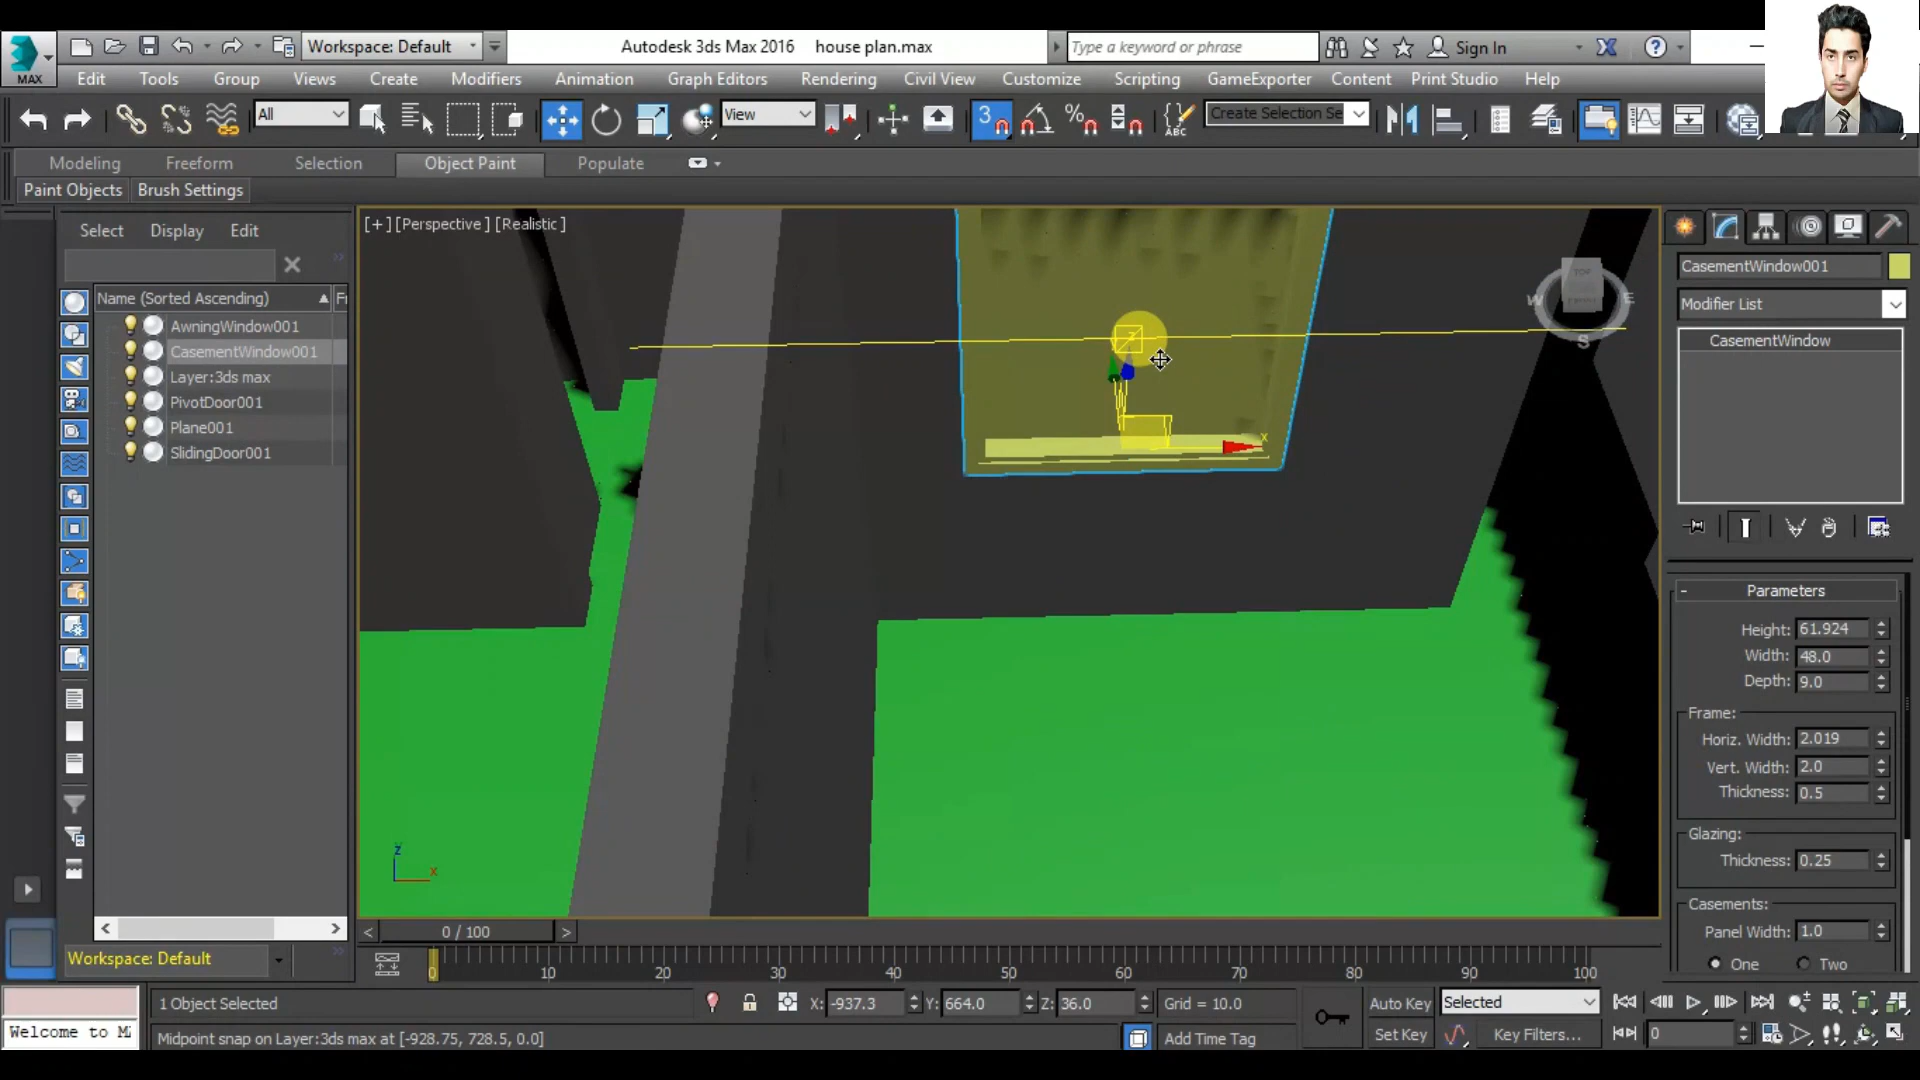 Workspace: Default
Autodesk 3ds Max 2016    house plan.max
Type a keyword or phrase
Sign In
MAX
Edit Tools Group Views Create Modifiers Animation Graph Editors Rendering Civil View Customize Scripting GameExporter Content Print Studio Help
All
View
3
%
ABC
Create Selection Se
Modeling Freeform Selection Object Paint Populate
Paint Objects Brush Settings
Select Display Edit
Name (Sorted Ascending)
AwningWindow001
CasementWindow001
Layer:3ds max
PivotDoor001
Plane001
SlidingDoor001
[+] [Perspective] [Realistic]
TOP
W
E
S
z
x
z
x
CasementWindow001
Modifier List
CasementWindow
- Parameters
Height: 61.924
Width: 48.0
Depth: 9.0
Frame:
Horiz. Width: 2.019
Vert. Width: 2.0
Thickness: 0.5
Glazing:
Thickness: 0.25
Casements:
Panel Width: 1.0
One Two
< 0 / 100 >
Workspace: Default
0 10 20 30 40 50 60 70 80 90 100
1 Object Selected
X: -937.3 Y: 664.0 Z: 36.0 Grid = 10.0
Auto Key Selected
Welcome to M
Midpoint snap on Layer:3ds max at [-928.75, 728.5, 0.0]
Add Time Tag
Set Key Key Filters... 0